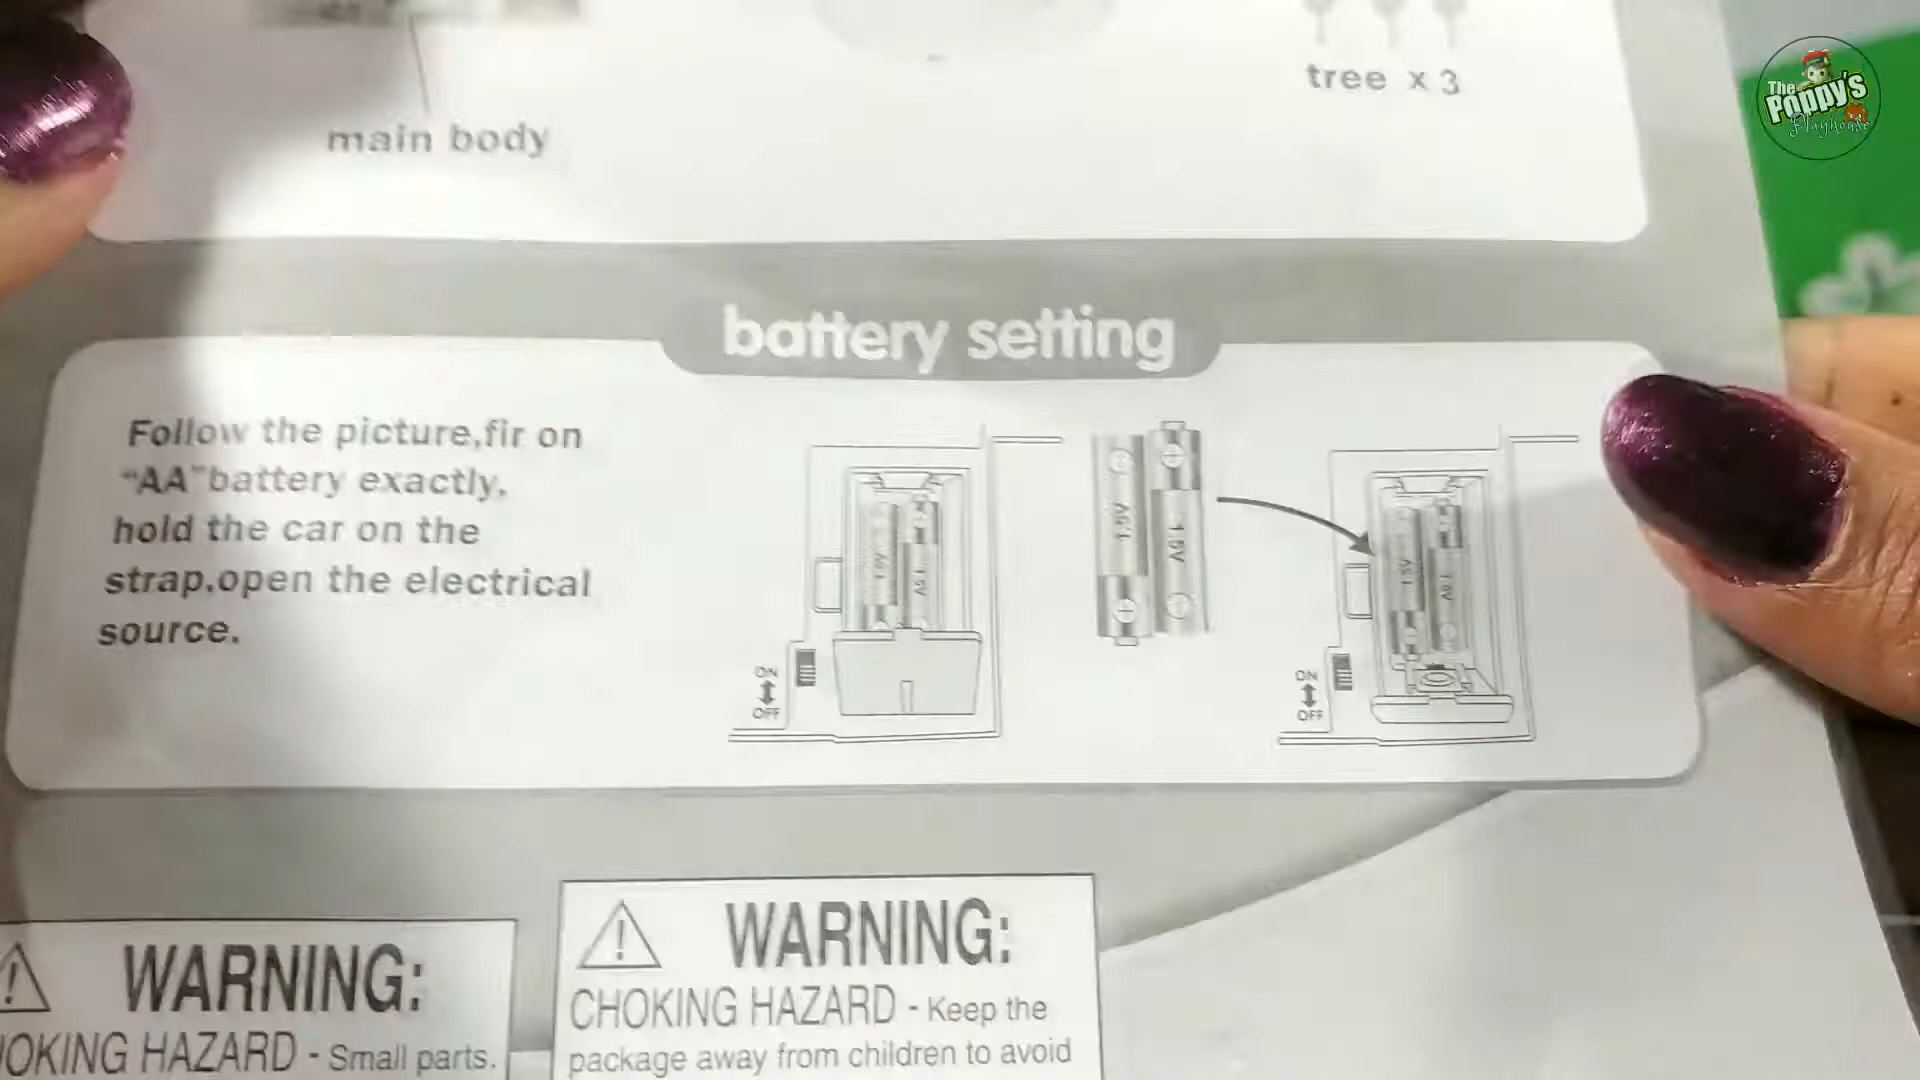 main body
tree x 3
The
Poppy's
Playhouse
battery setting
Follow the picture,fir on
"AA"battery exactly,
hold the car on the
strap.open the electrical
source.
1.5V
1.5V
ON
OFF
1.5V
1.5V
1.5V
1.5V
ON
OFF
WARNING:
OKING HAZARD - Small parts.
WARNING:
CHOKING HAZARD - Keep the
package away from children to avoid